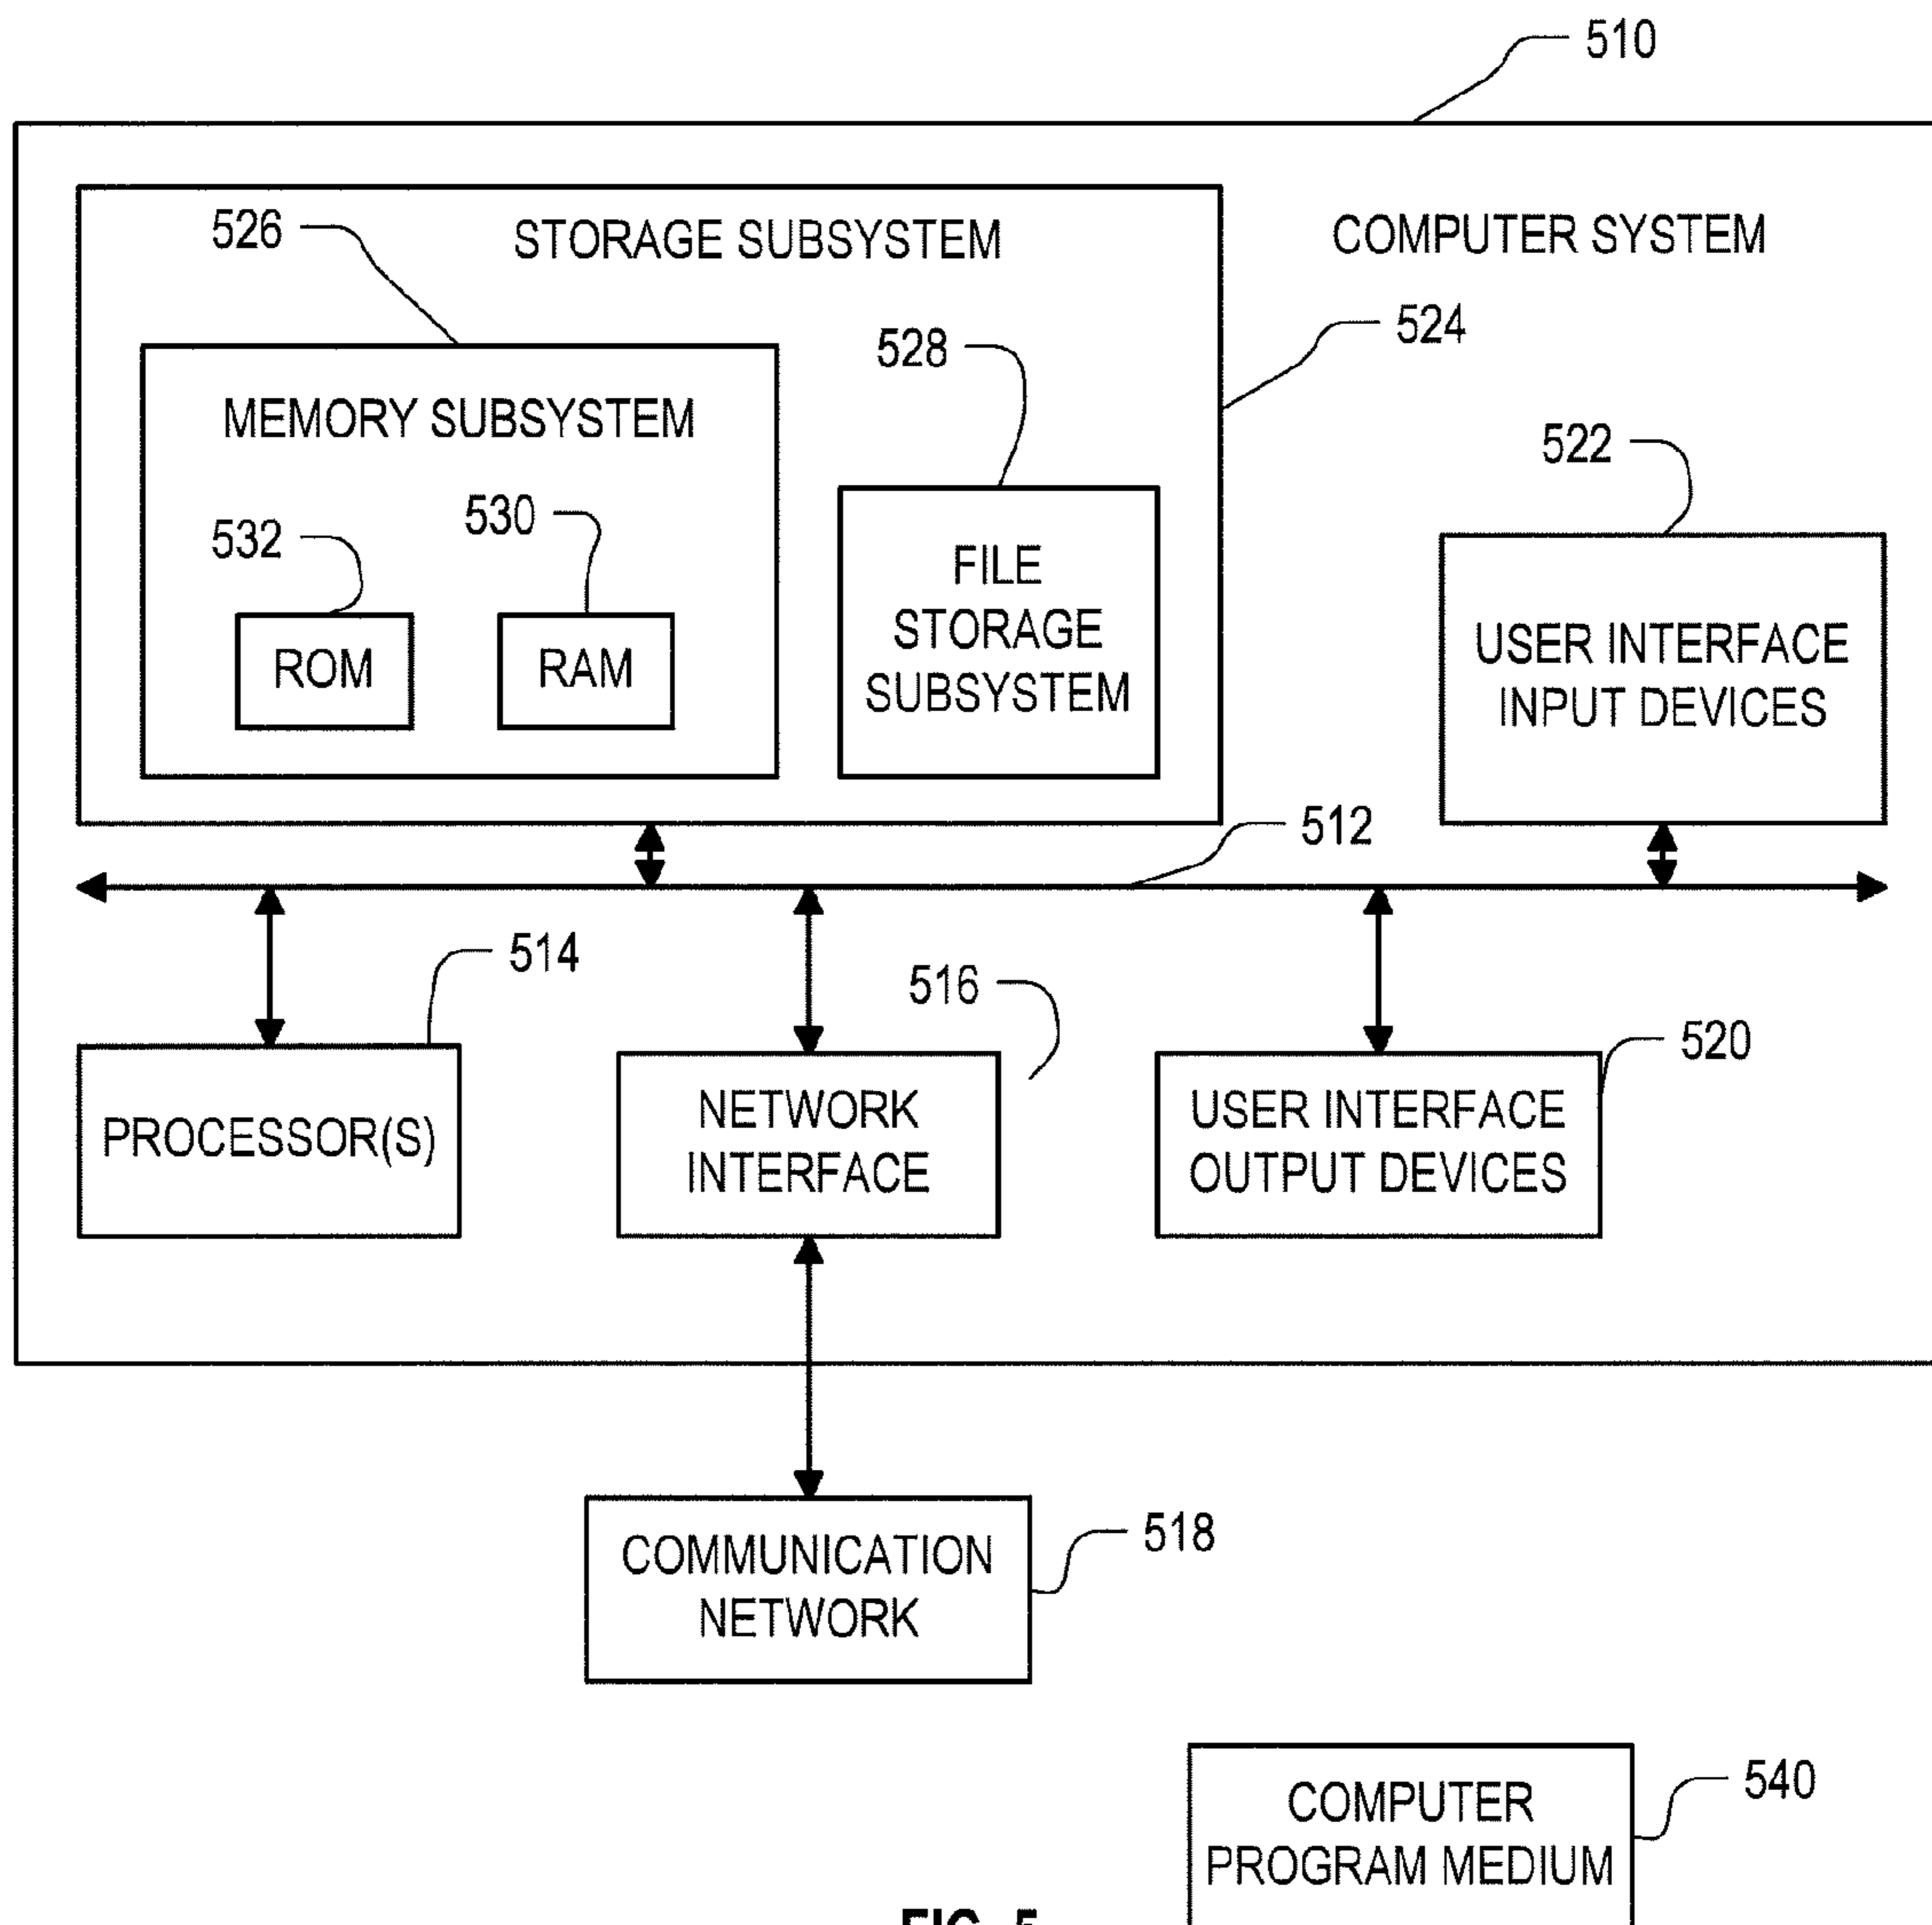 510
526
STORAGE SUBSYSTEM
COMPUTER SYSTEM
524
528
MEMORY SUBSYSTEM
522
532
530
FILE
STORAGE
SUBSYSTEM
ROM
RAM
USER INTERFACE
INPUT DEVICES
512
514
516
520
PROCESSOR(S)
NETWORK
INTERFACE
USER INTERFACE
OUTPUT DEVICES
COMMUNICATION
NETWORK
518
COMPUTER
PROGRAM MEDIUM
540
FIG. 5